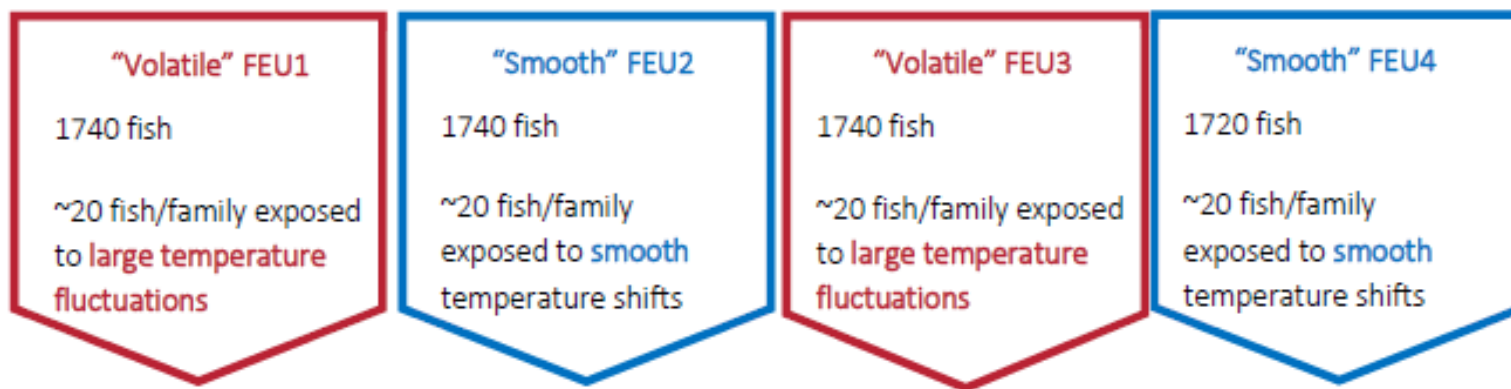 “Volatile” FEU1
1740 fish
~20 fish/family exposed
to large temperature
fluctuations
“Smooth” FEU2
1740 fish
~20 fish/family
exposed to smooth
temperature shifts
“Volatile” FEU3
1740 fish
~20 fish/family exposed
to large temperature
fluctuations
“Smooth” FEU4
1720 fish
~20 fish/family
exposed to smooth
temperature shifts